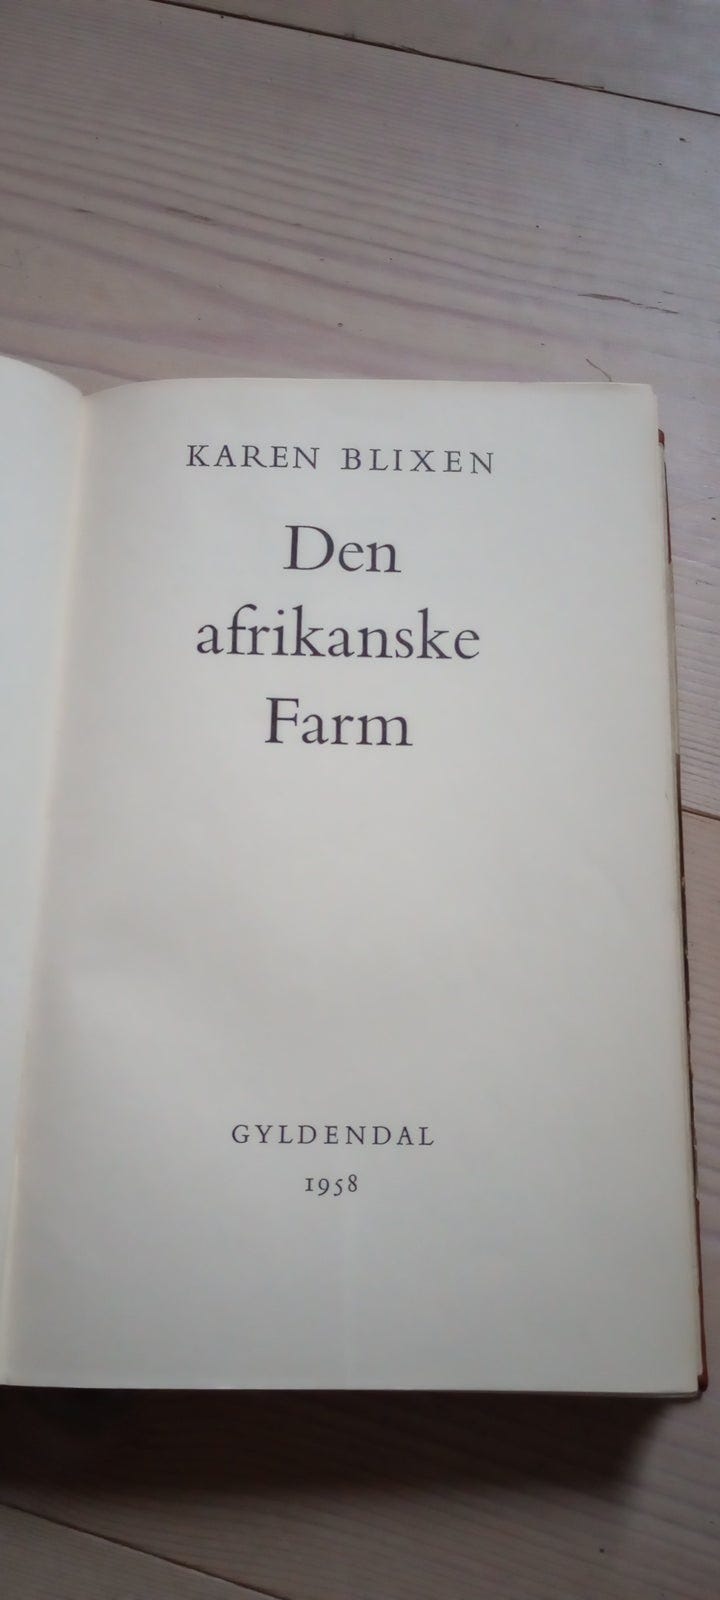 KAREN BLIXEN
Den
afrikanske
Farm
GYLDENDAL
1958